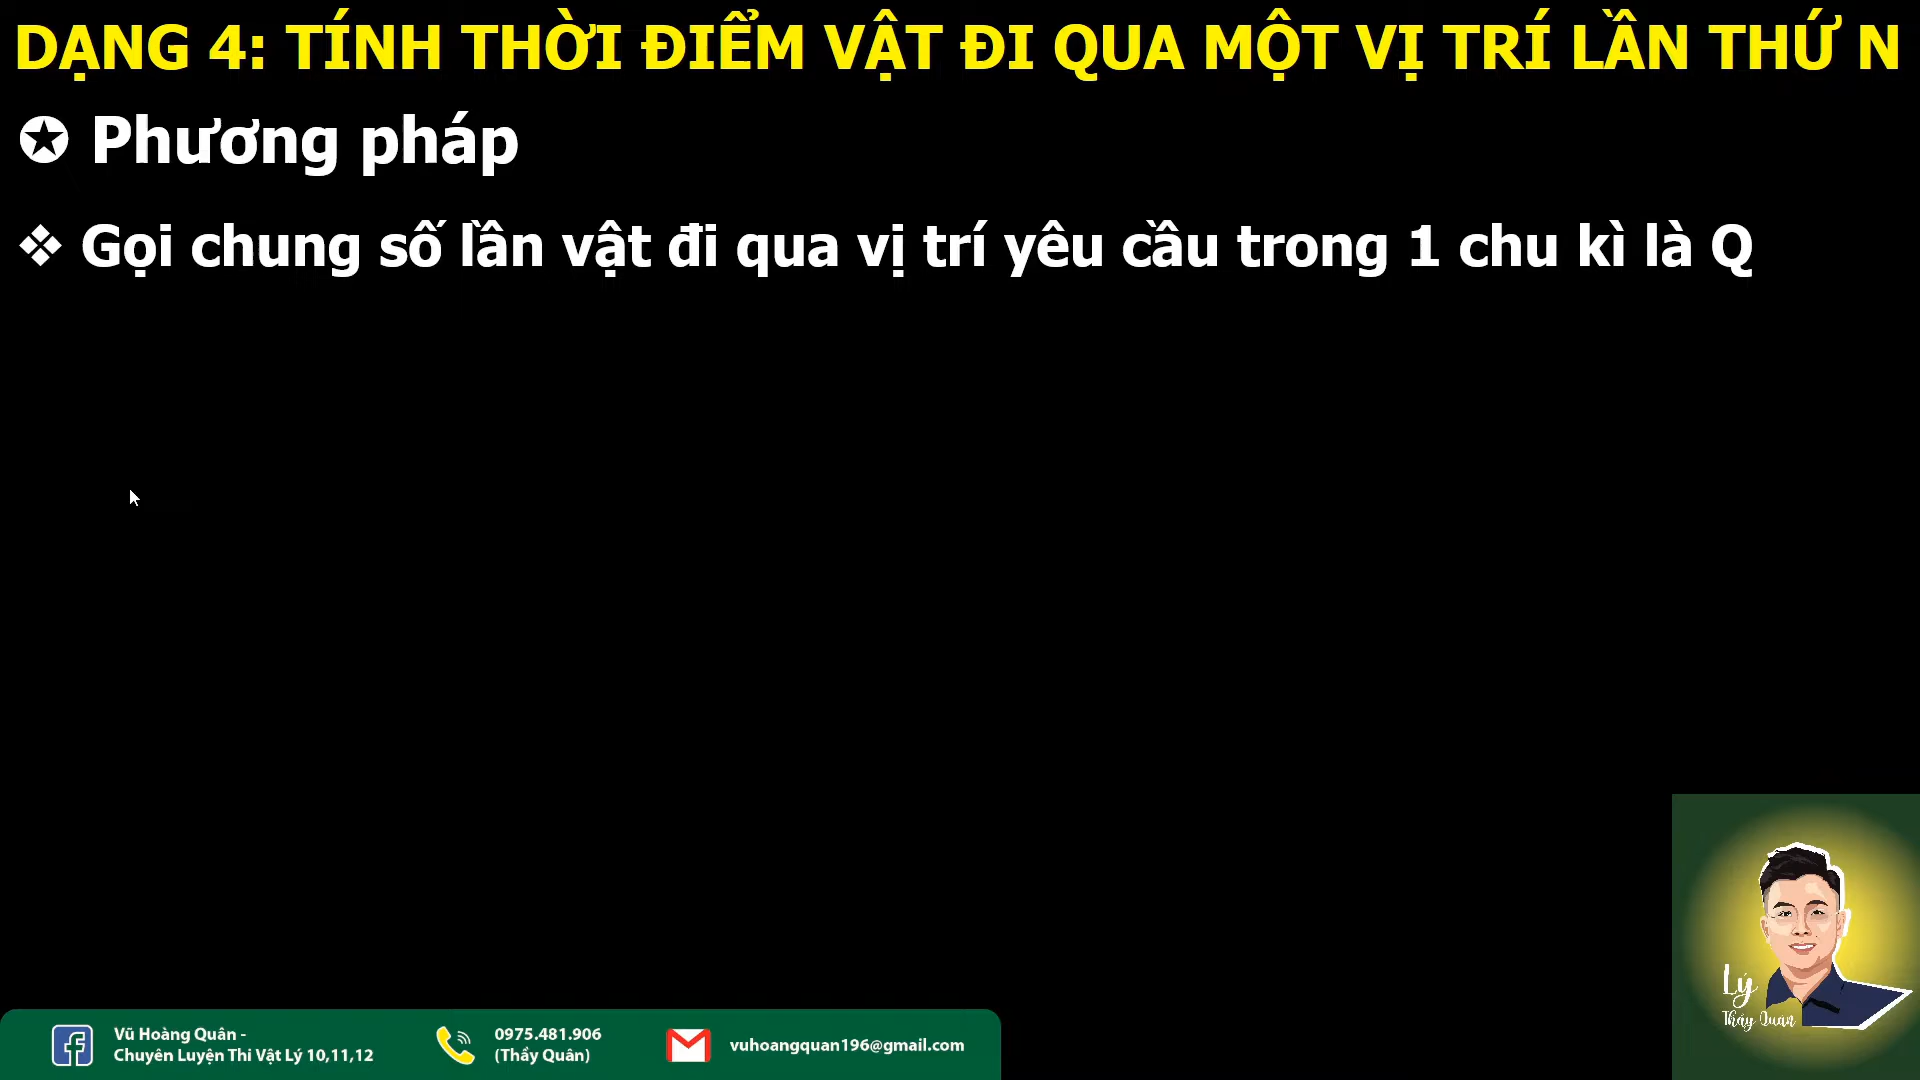 DẠNG 4: TÍNH THỜI ĐIỂM VẬT ĐI QUA MỘT VỊ TRÍ LẦN THỨ N
✪ Phương pháp
❖ Gọi chung số lần vật đi qua vị trí yêu cầu trong 1 chu kì là Q
Lý
Thầy Quân
Vũ Hoàng Quân -
Chuyên Luyện Thi Vật Lý 10,11,12
0975.481.906
(Thầy Quân)
vuhoangquan196@gmail.com